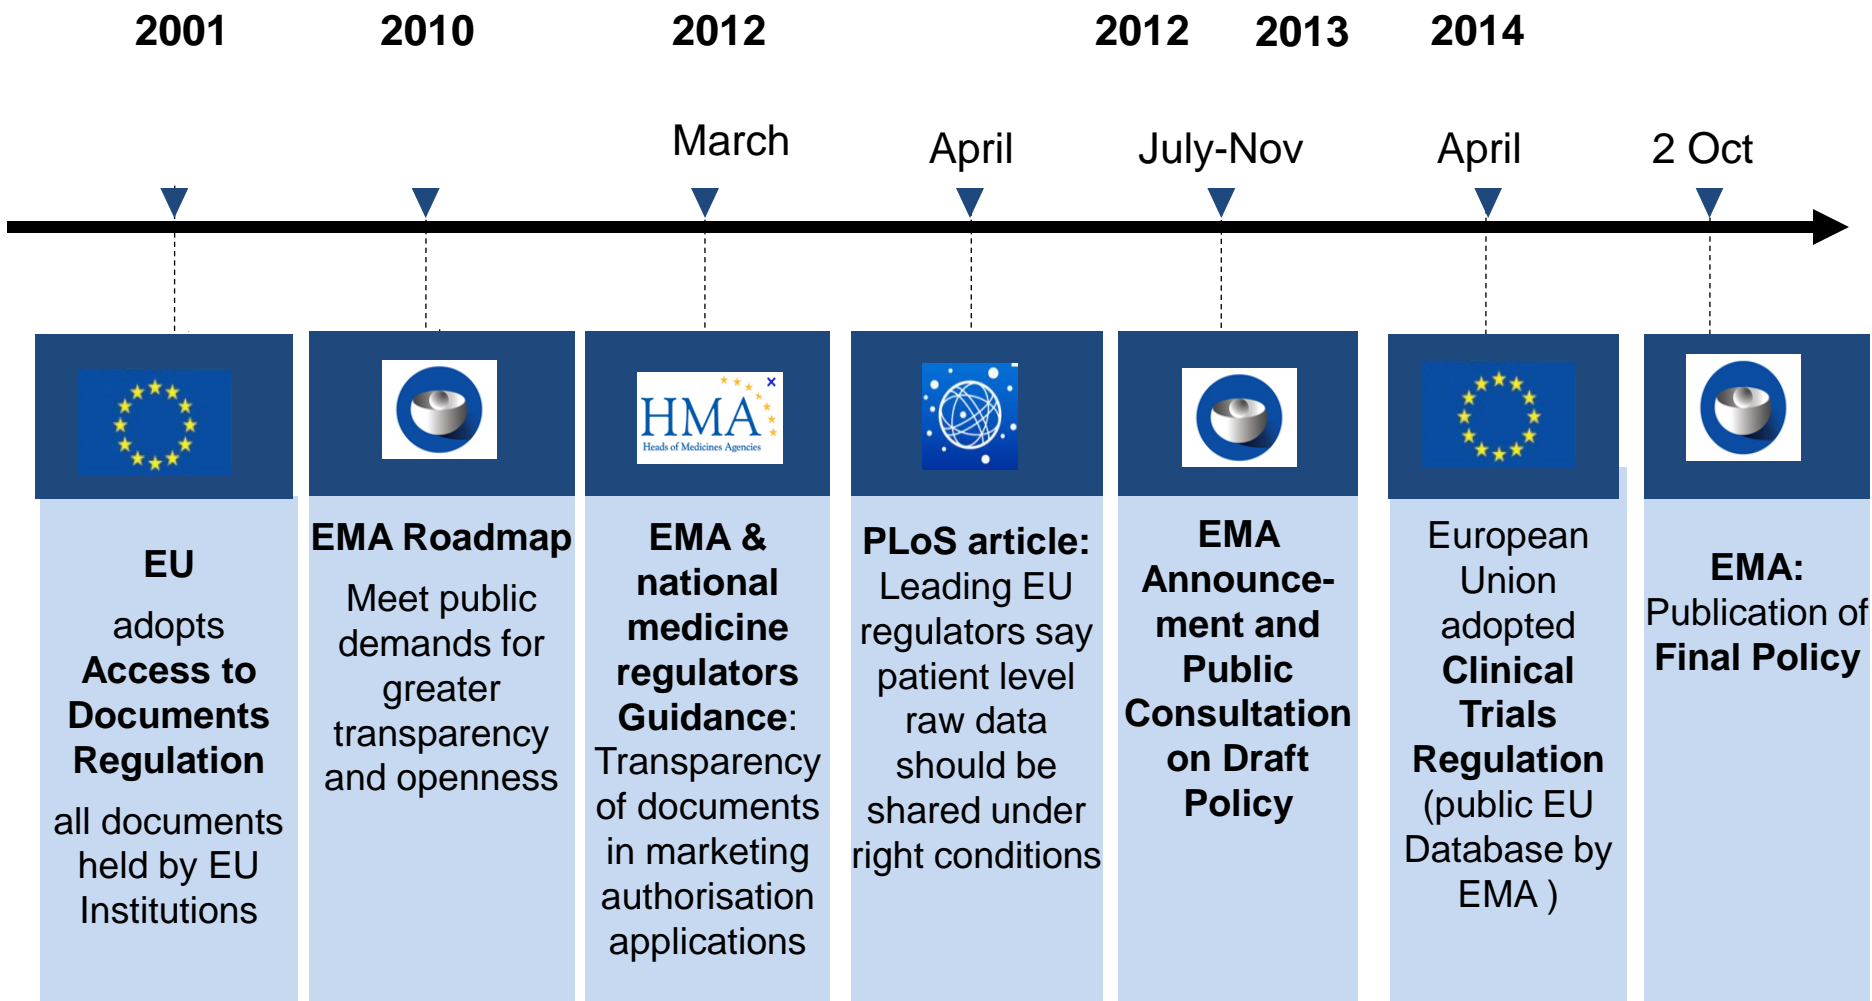 2001
2010
2012
2012
2013
2014
March
April
July-Nov
April
2 Oct
EU
adopts
Access to
Documents
Regulation
all documents
held by EU
Institutions
EMA Roadmap
Meet public
demands for
greater
transparency
and openness
HMA
Heads of Medicines Agencies
EMA &
national
medicine
regulators
Guidance:
Transparency
of documents
in marketing
authorisation
applications
PLoS article:
Leading EU
regulators say
patient level
raw data
should be
shared under
right conditions
EMA
Announce-
ment and
Public
Consultation
on Draft
Policy
European
Union
adopted
Clinical
Trials
Regulation
(public EU
Database by
EMA )
EMA:
Publication of
Final Policy